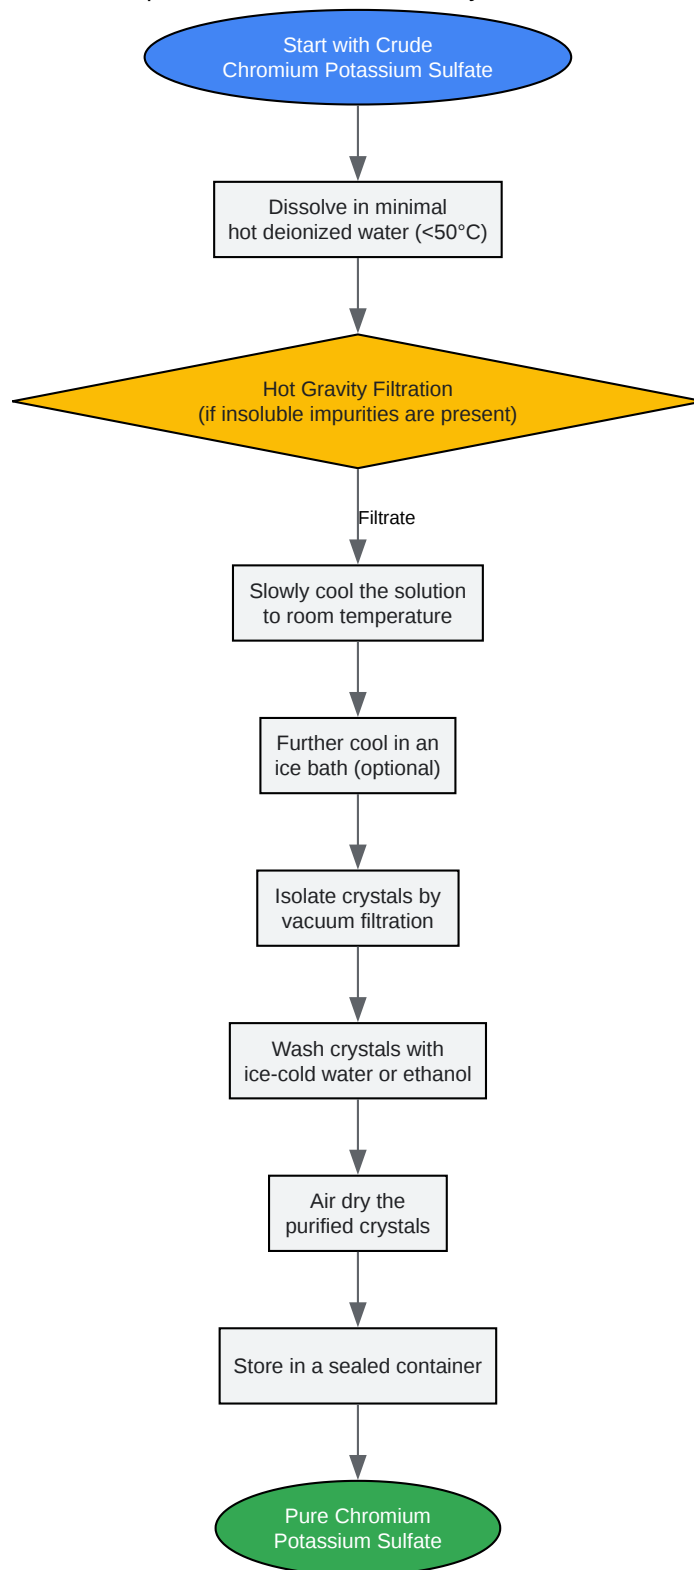 Start with Crude
Chromium Potassium Sulfate
Dissolve in minimal
hot deionized water (<50°C)
Hot Gravity Filtration
(if insoluble impurities are present)
Filtrate
Slowly cool the solution
to room temperature
Further cool in an
ice bath (optional)
Isolate crystals by
vacuum filtration
Wash crystals with
ice-cold water or ethanol
Air dry the
purified crystals
Store in a sealed container
Pure Chromium
Potassium Sulfate